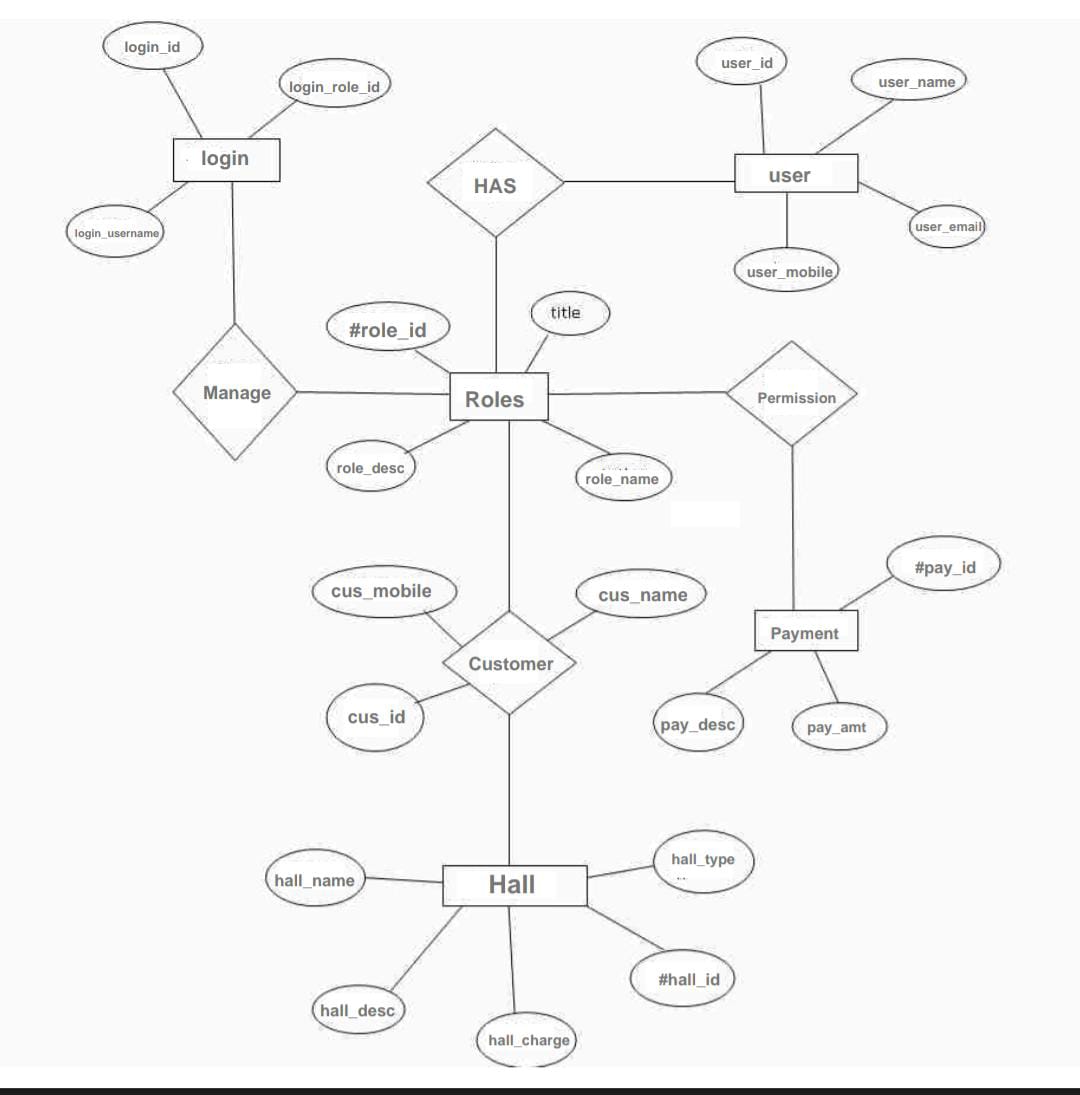 login_id
login_role_id
login
login_username
user_id
user_name
HAS
user
user_email
user_mobile
#role_id
title
Manage
Roles
Permission
role_desc
role_name
cus_mobile
cus_name
#pay_id
Payment
Customer
cus_id
pay_desc
pay_amt
hall_type
hall_name
Hall
#hall_id
hall_desc
hall_charge